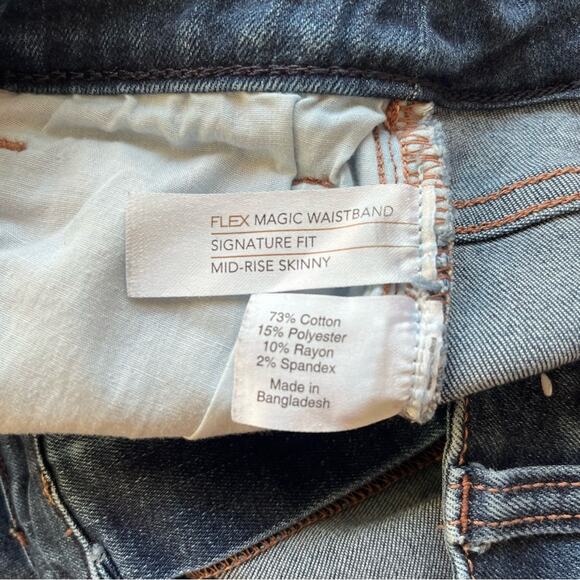 FLEX MAGIC WAISTBAND
SIGNATURE FIT
MID-RISE SKINNY
73% Cotton
15% Polyester
10% Rayon
2% Spandex
Made in
Bangladesh